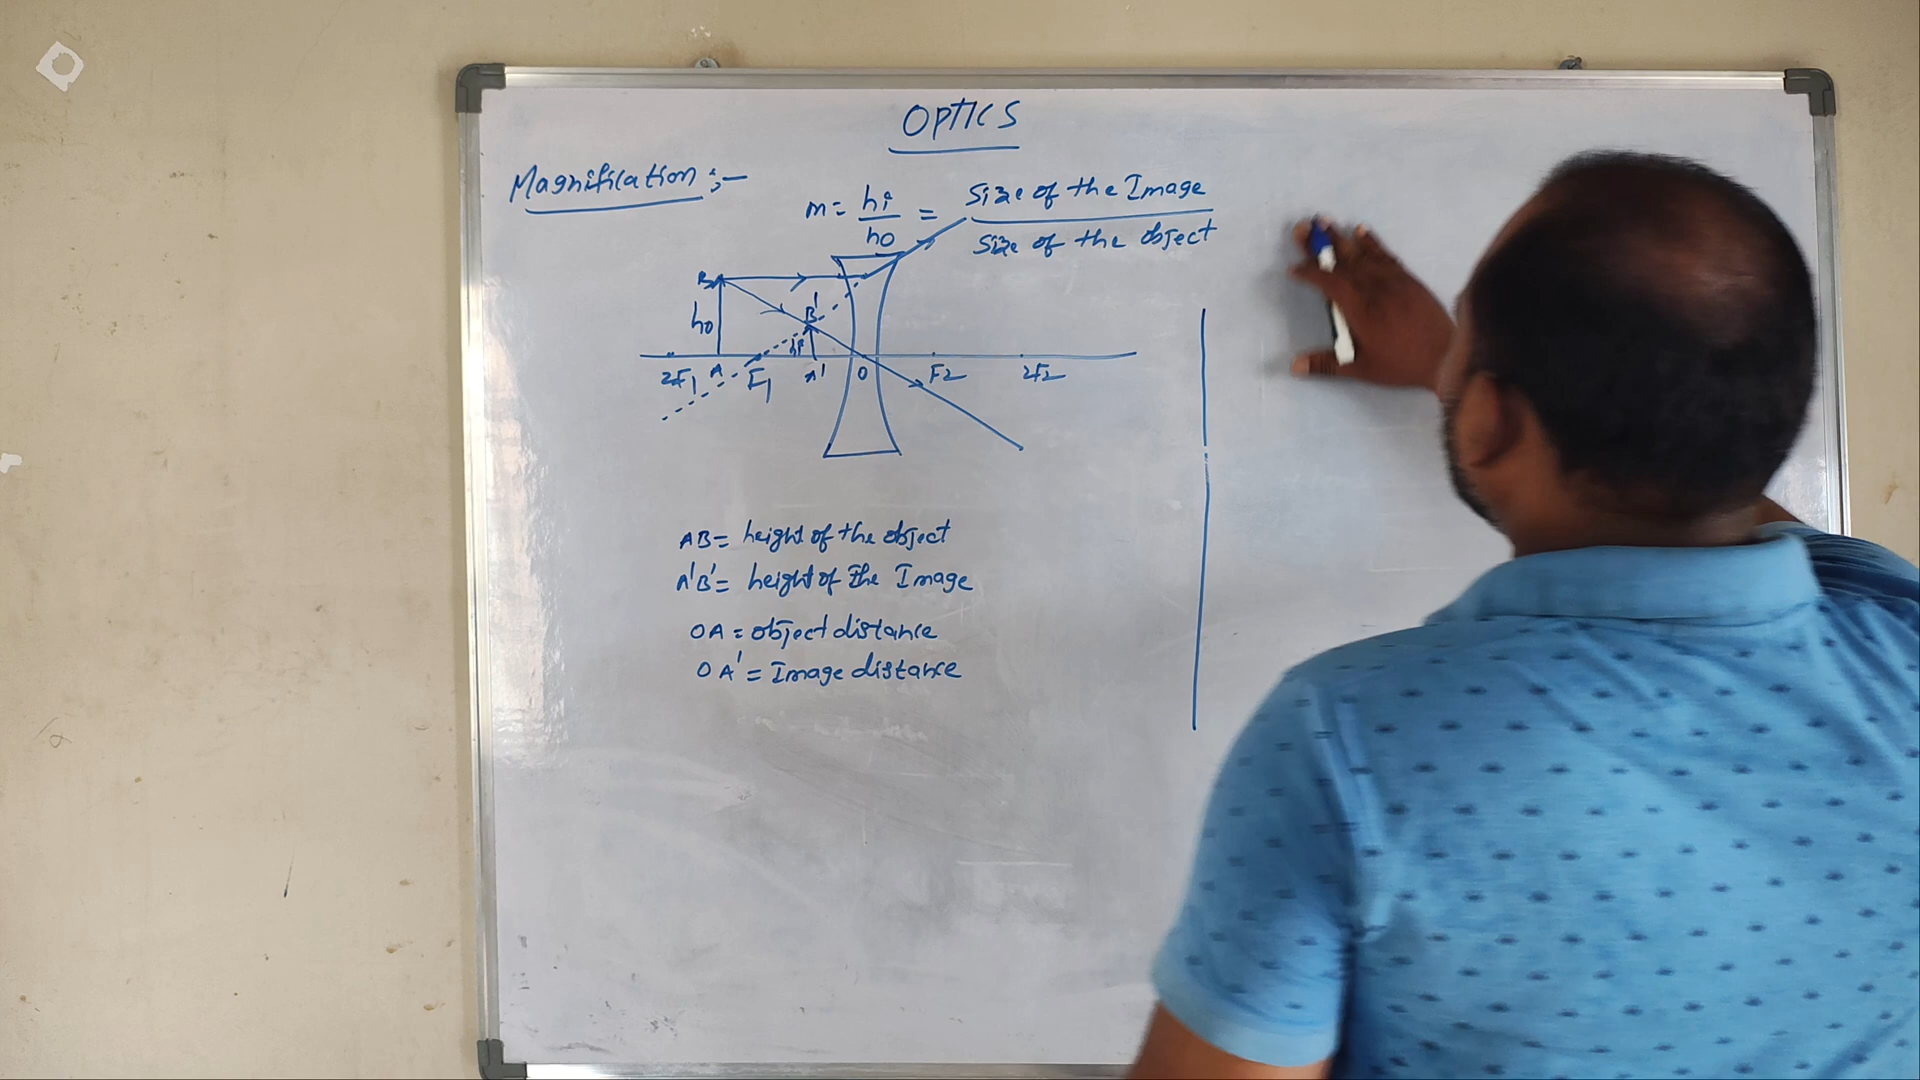 OPTICS
Magnification :-
m = hi/ho = Size of the Image / Size of the object
B
B'
ho
hi
2F1 A F1 A' O F2 2F2
AB = height of the object
A'B' = height of the Image
OA = object distance
OA' = Image distance